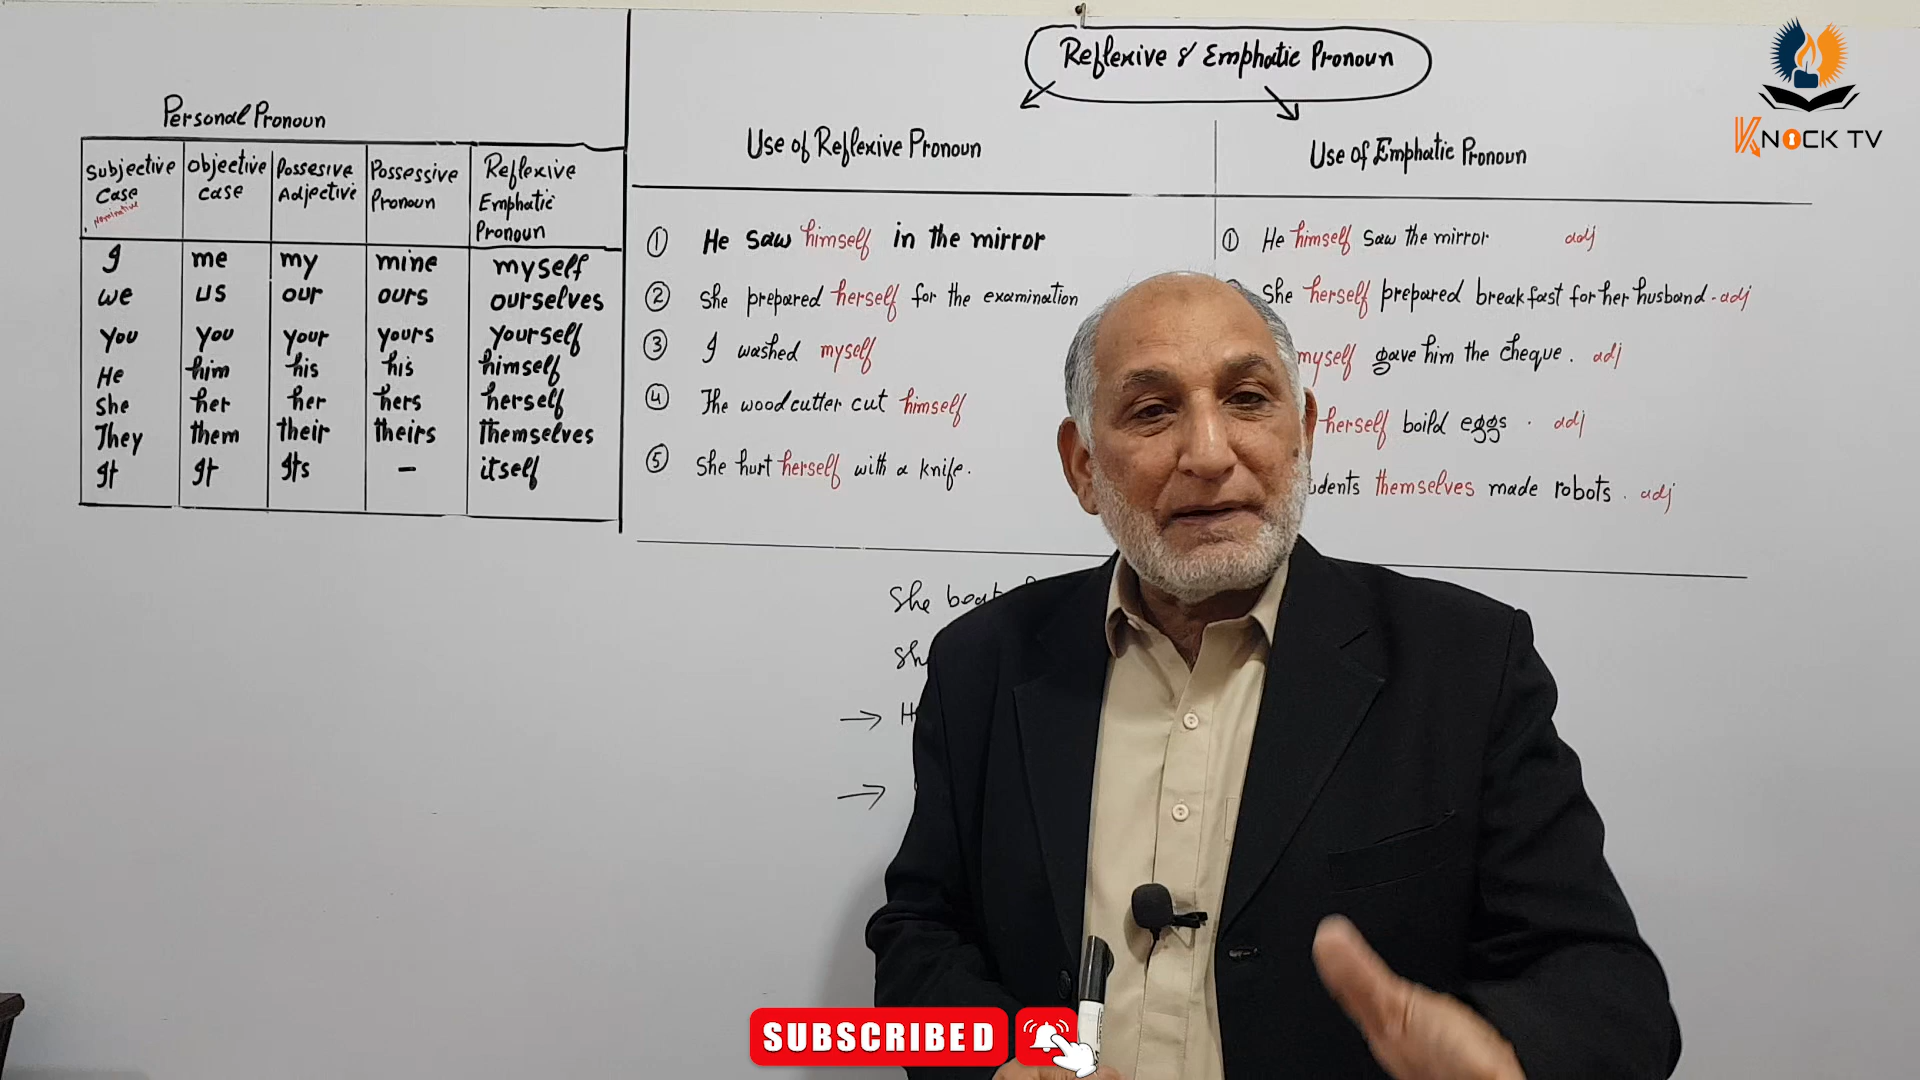 Reflexive & Emphatic Pronoun
KNOCK TV
Personal Pronoun
Subjective Case
Nominative
Objective case
Possesive Adjective
Possessive Pronoun
Reflexive Emphatic Pronoun
I me my mine myself
we us our ours ourselves
You you your yours yourself
He him his his himself
She her her hers herself
They them their theirs themselves
It It Its — itself
Use of Reflexive Pronoun
① He saw himself in the mirror
② She prepared herself for the examination
③ I washed myself
④ The woodcutter cut himself
⑤ She hurt herself with a knife.
Use of Emphatic Pronoun
① He himself saw the mirror adj
She herself prepared breakfast for her husband - adj
myself gave him the cheque. adj
herself boild eggs . adj
themselves made robots . adj
She
SUBSCRIBED